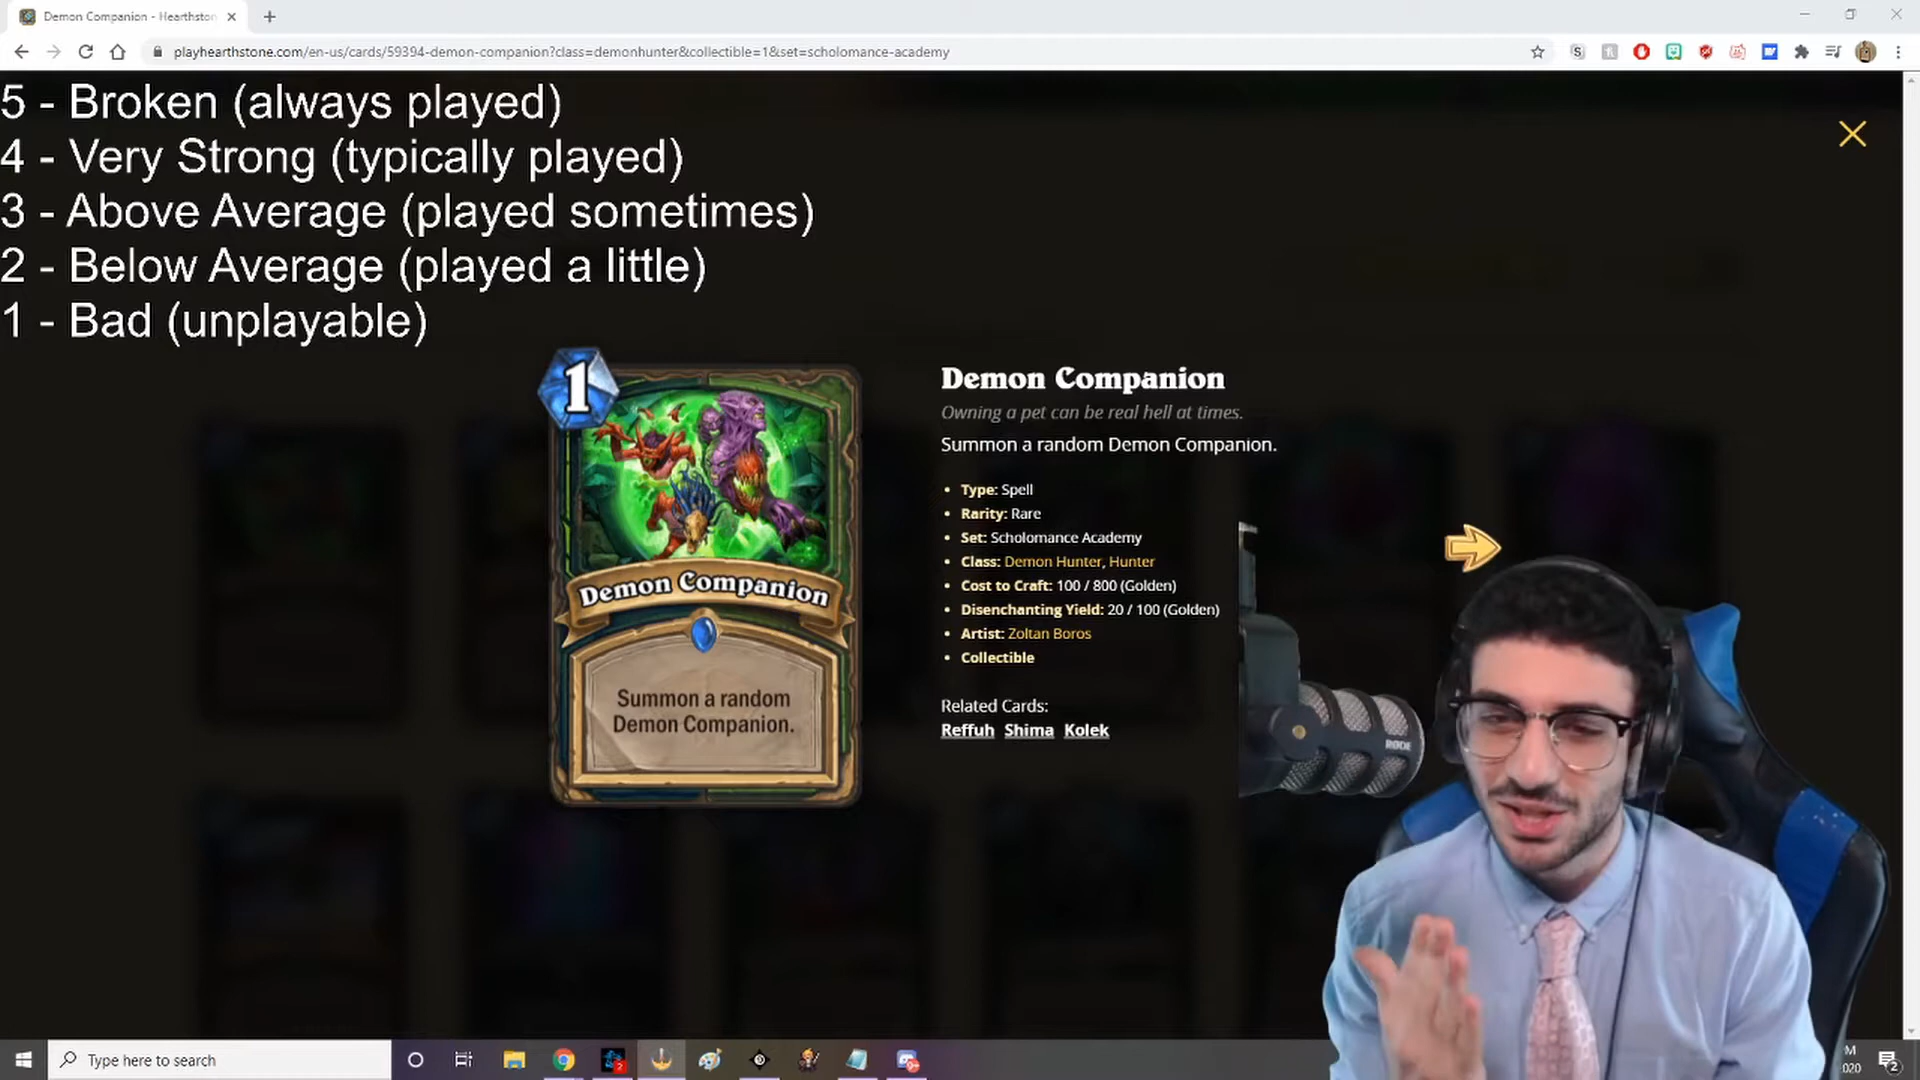 Demon Companion - Hearthston
playhearthstone.com/en-us/cards/59394-demon-companion?class=demonhunter&collectible=1&set=scholomance-academy
5 - Broken (always played)
4 - Very Strong (typically played)
3 - Above Average (played sometimes)
2 - Below Average (played a little)
1 - Bad (unplayable)
1
Demon Companion
Summon a random
Demon Companion.
Demon Companion
Owning a pet can be real hell at times.
Summon a random Demon Companion.
• Type: Spell
• Rarity: Rare
• Set: Scholomance Academy
• Class: Demon Hunter, Hunter
• Cost to Craft: 100 / 800 (Golden)
• Disenchanting Yield: 20 / 100 (Golden)
• Artist: Zoltan Boros
• Collectible
Related Cards:
Reffuh Shima Kolek
RØDE
Type here to search
2
M
020
2